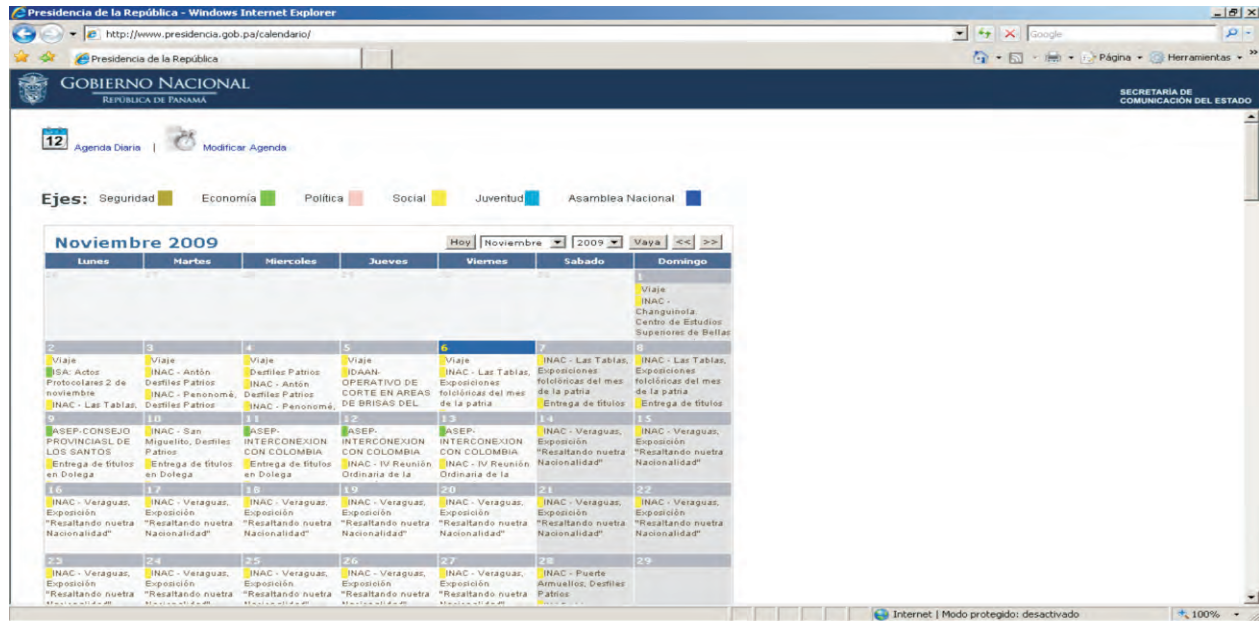 Presidencia de la República - Windows Internet Explorer
http://www.presidencia.gob.pa/calendario/
Google
Presidencia de la República
Página
Herramientas
GOBIERNO NACIONAL
REPÚBLICA DE PANAMÁ
SECRETARÍA DE
COMUNICACIÓN DEL ESTADO
12 Agenda Diaria | Modificar Agenda
Ejes: Seguridad Economía Política Social Juventud Asamblea Nacional
Noviembre 2009 Hoy Noviembre 2009 Vaya << >>
Lunes Martes Miercoles Jueves Viernes Sabado Domingo
1
Viaje
INAC -
Changuinola.
Centro de Estudios
Superiores de Bellas
2
Viaje
ISA: Actos
Protocolares 2 de
noviembre
INAC - Las Tablas,
3
Viaje
INAC - Antón
Desfiles Patrios
INAC - Penonomé,
Desfiles Patrios
4
Viaje
Desfiles Patrios
INAC - Antón
Desfiles Patrios
INAC - Penonomé,
5
Viaje
IDAAN-
OPERATIVO DE
CORTE EN AREAS
DE BRISAS DEL
6
Viaje
INAC - Las Tablas,
Exposiciones
folclóricas del mes
de la patria
7
INAC - Las Tablas,
Exposiciones
folclóricas del mes
de la patria
Entrega de títulos
8
INAC - Las Tablas,
Exposiciones
folclóricas del mes
de la patria
Entrega de títulos
9
ASEP-CONSEJO
PROVINCIASL DE
LOS SANTOS
Entrega de títulos
en Dolega
10
INAC - San
Miguelito, Desfiles
Patrios
Entrega de títulos
en Dolega
11
ASEP-
INTERCONEXION
CON COLOMBIA
Entrega de títulos
en Dolega
12
ASEP-
INTERCONEXION
CON COLOMBIA
INAC - IV Reunión
Ordinaria de la
13
ASEP-
INTERCONEXION
CON COLOMBIA
INAC - IV Reunión
Ordinaria de la
14
INAC - Veraguas,
Exposición
"Resaltando nuetra
Nacionalidad"
15
INAC - Veraguas,
Exposición
"Resaltando nuetra
Nacionalidad"
16
INAC - Veraguas,
Exposición
"Resaltando nuetra
Nacionalidad"
17
INAC - Veraguas,
Exposición
"Resaltando nuetra
Nacionalidad"
18
INAC - Veraguas,
Exposición
"Resaltando nuetra
Nacionalidad"
19
INAC - Veraguas,
Exposición
"Resaltando nuetra
Nacionalidad"
20
INAC - Veraguas,
Exposición
"Resaltando nuetra
Nacionalidad"
21
INAC - Veraguas,
Exposición
"Resaltando nuetra
Nacionalidad"
22
INAC - Veraguas,
Exposición
"Resaltando nuetra
Nacionalidad"
23
INAC - Veraguas,
Exposición
"Resaltando nuetra
24
INAC - Veraguas,
Exposición
"Resaltando nuetra
25
INAC - Veraguas,
Exposición
"Resaltando nuetra
26
INAC - Veraguas,
Exposición
"Resaltando nuetra
27
INAC - Veraguas,
Exposición
"Resaltando nuetra
28
INAC - Puerte
Armuellos, Desfiles
Patrios
29
Internet | Modo protegido: desactivado 100%